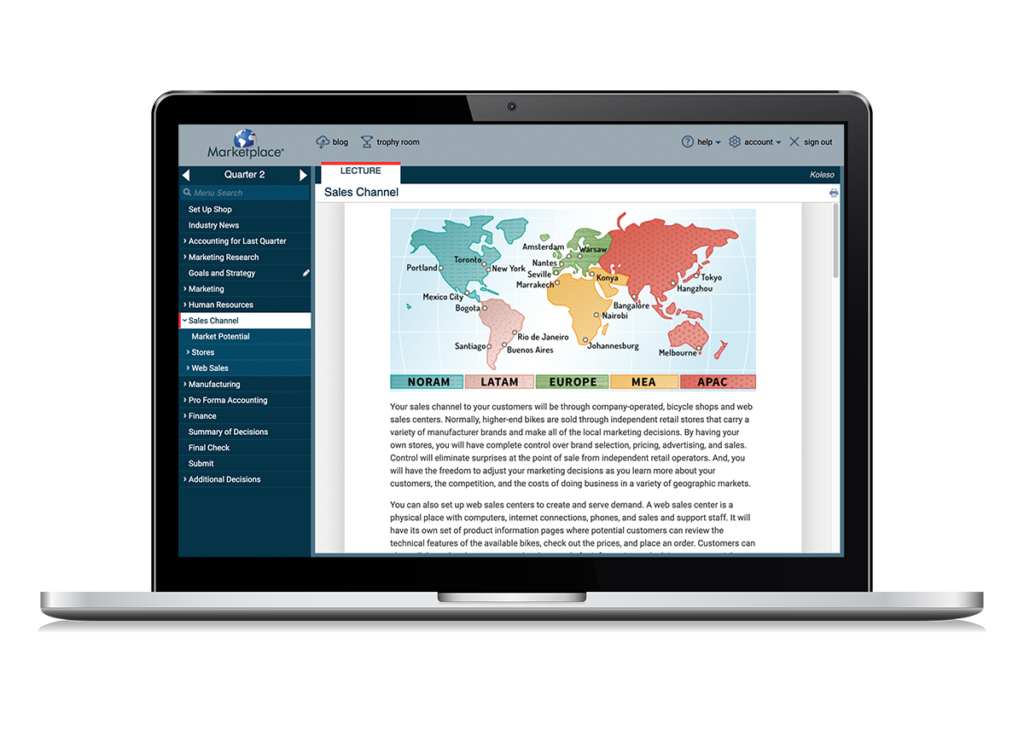 Marketplace
blog
trophy room
help
account
sign out
Quarter 2
LECTURE
Koleso
Menu Search
Sales Channel
Set Up Shop
Industry News
Accounting for Last Quarter
Marketing Research
Goals and Strategy
Marketing
Human Resources
Sales Channel
Market Potential
Stores
Web Sales
Manufacturing
Pro Forma Accounting
Finance
Summary of Decisions
Final Check
Submit
Additional Decisions
Amsterdam
Warsaw
Toronto
Nantes
Portland
New York
Seville
Konya
Tokyo
Marrakech
Hangzhou
Mexico City
Bangalore
Bogota
Nairobi
Rio de Janeiro
Santiago
Buenos Aires
Johannesburg
Melbourne
NORAM LATAM EUROPE MEA APAC
Your sales channel to your customers will be through company-operated, bicycle shops and web
sales centers. Normally, higher-end bikes are sold through independent retail stores that carry a
variety of manufacturer brands and make all of the local marketing decisions. By having your
own stores, you will have complete control over brand selection, pricing, advertising, and sales.
Control will eliminate surprises at the point of sale from independent retail operators. And, you
will have the freedom to adjust your marketing decisions as you learn more about your
customers, the competition, and the costs of doing business in a variety of geographic markets.
You can also set up web sales centers to create and serve demand. A web sales center is a
physical place with computers, internet connections, phones, and sales and support staff. It will
have its own set of product information pages where potential customers can review the
technical features of the available bikes, check out the prices, and place an order. Customers can